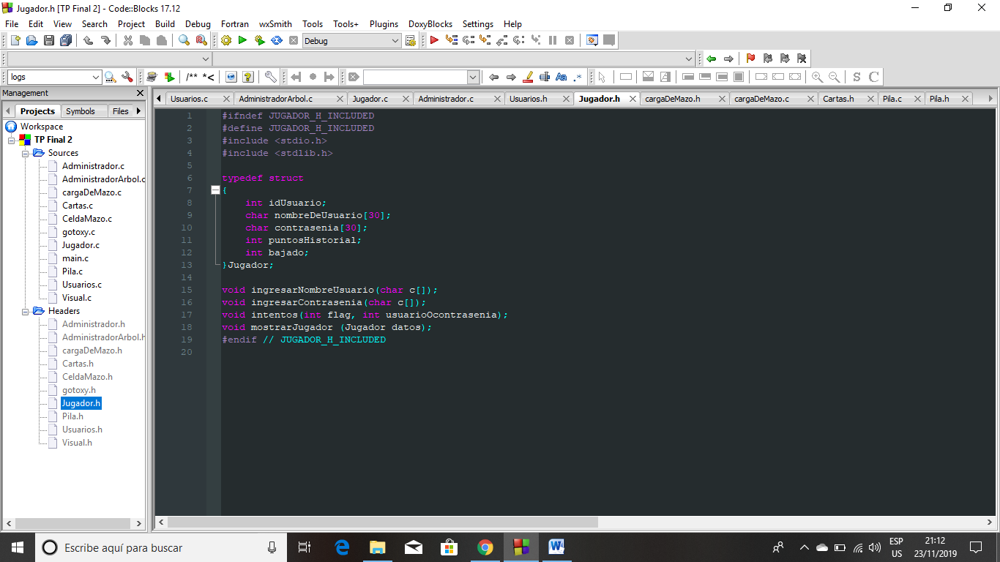 Jugador.h [TP Final 2] - Code::Blocks 17.12
File Edit View Search Project Build Debug Fortran wxSmith Tools Tools+ Plugins DoxyBlocks Settings Help
Debug
logs
/** *<
Aa .*
S C
Management
Projects Symbols Files
Usuarios.c AdministradorArbol.c Jugador.c Administrador.c Usuarios.h Jugador.h cargaDeMazo.h cargaDeMazo.c Cartas.h Pila.c Pila.h
Workspace
TP Final 2
Sources
Administrador.c
AdministradorArbol.c
cargaDeMazo.c
Cartas.c
CeldaMazo.c
gotoxy.c
Jugador.c
main.c
Pila.c
Usuarios.c
Visual.c
Headers
Administrador.h
AdministradorArbol.h
cargaDeMazo.h
Cartas.h
CeldaMazo.h
gotoxy.h
Jugador.h
Pila.h
Usuarios.h
Visual.h
1 #ifndef JUGADOR_H_INCLUDED
2 #define JUGADOR_H_INCLUDED
3 #include <stdio.h>
4 #include <stdlib.h>
5
6 typedef struct
7 {
8 int idUsuario;
9 char nombreDeUsuario[30];
10 char contrasenia[30];
11 int puntosHistorial;
12 int bajado;
13 }Jugador;
14
15 void ingresarNombreUsuario(char c[]);
16 void ingresarContrasenia(char c[]);
17 void intentos(int flag, int usuarioOcontrasenia);
18 void mostrarJugador (Jugador datos);
19 #endif // JUGADOR_H_INCLUDED
20
Escribe aquí para buscar
ESP
US
21:12
23/11/2019